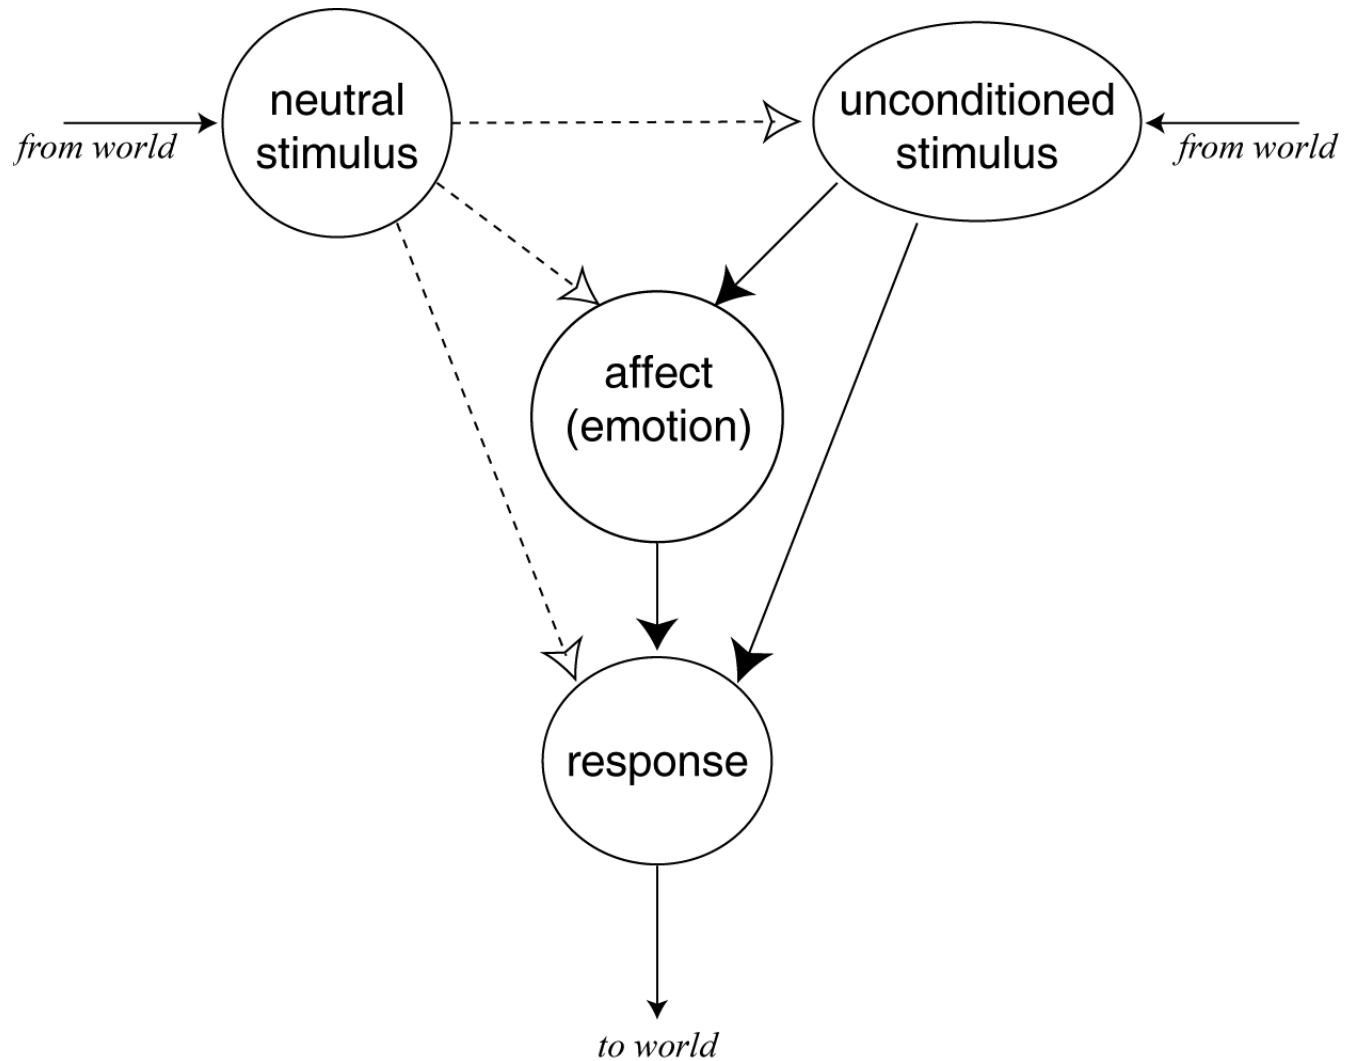 neutral
stimulus
unconditioned
stimulus
from world
from world
affect
(emotion)
response
to world